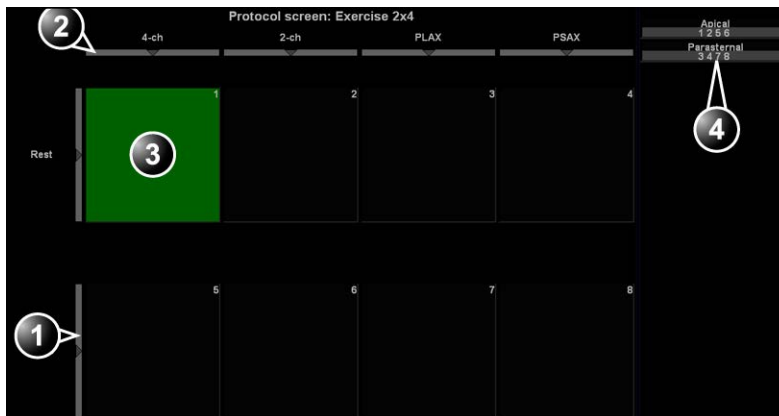 Protocol screen: Exercise 2x4
2
4-ch 2-ch PLAX PSAX
Apical
1 2 5 6
Parasternal
3 4 7 8
4
1 2 3 4
Rest
3
5 6 7 8
1